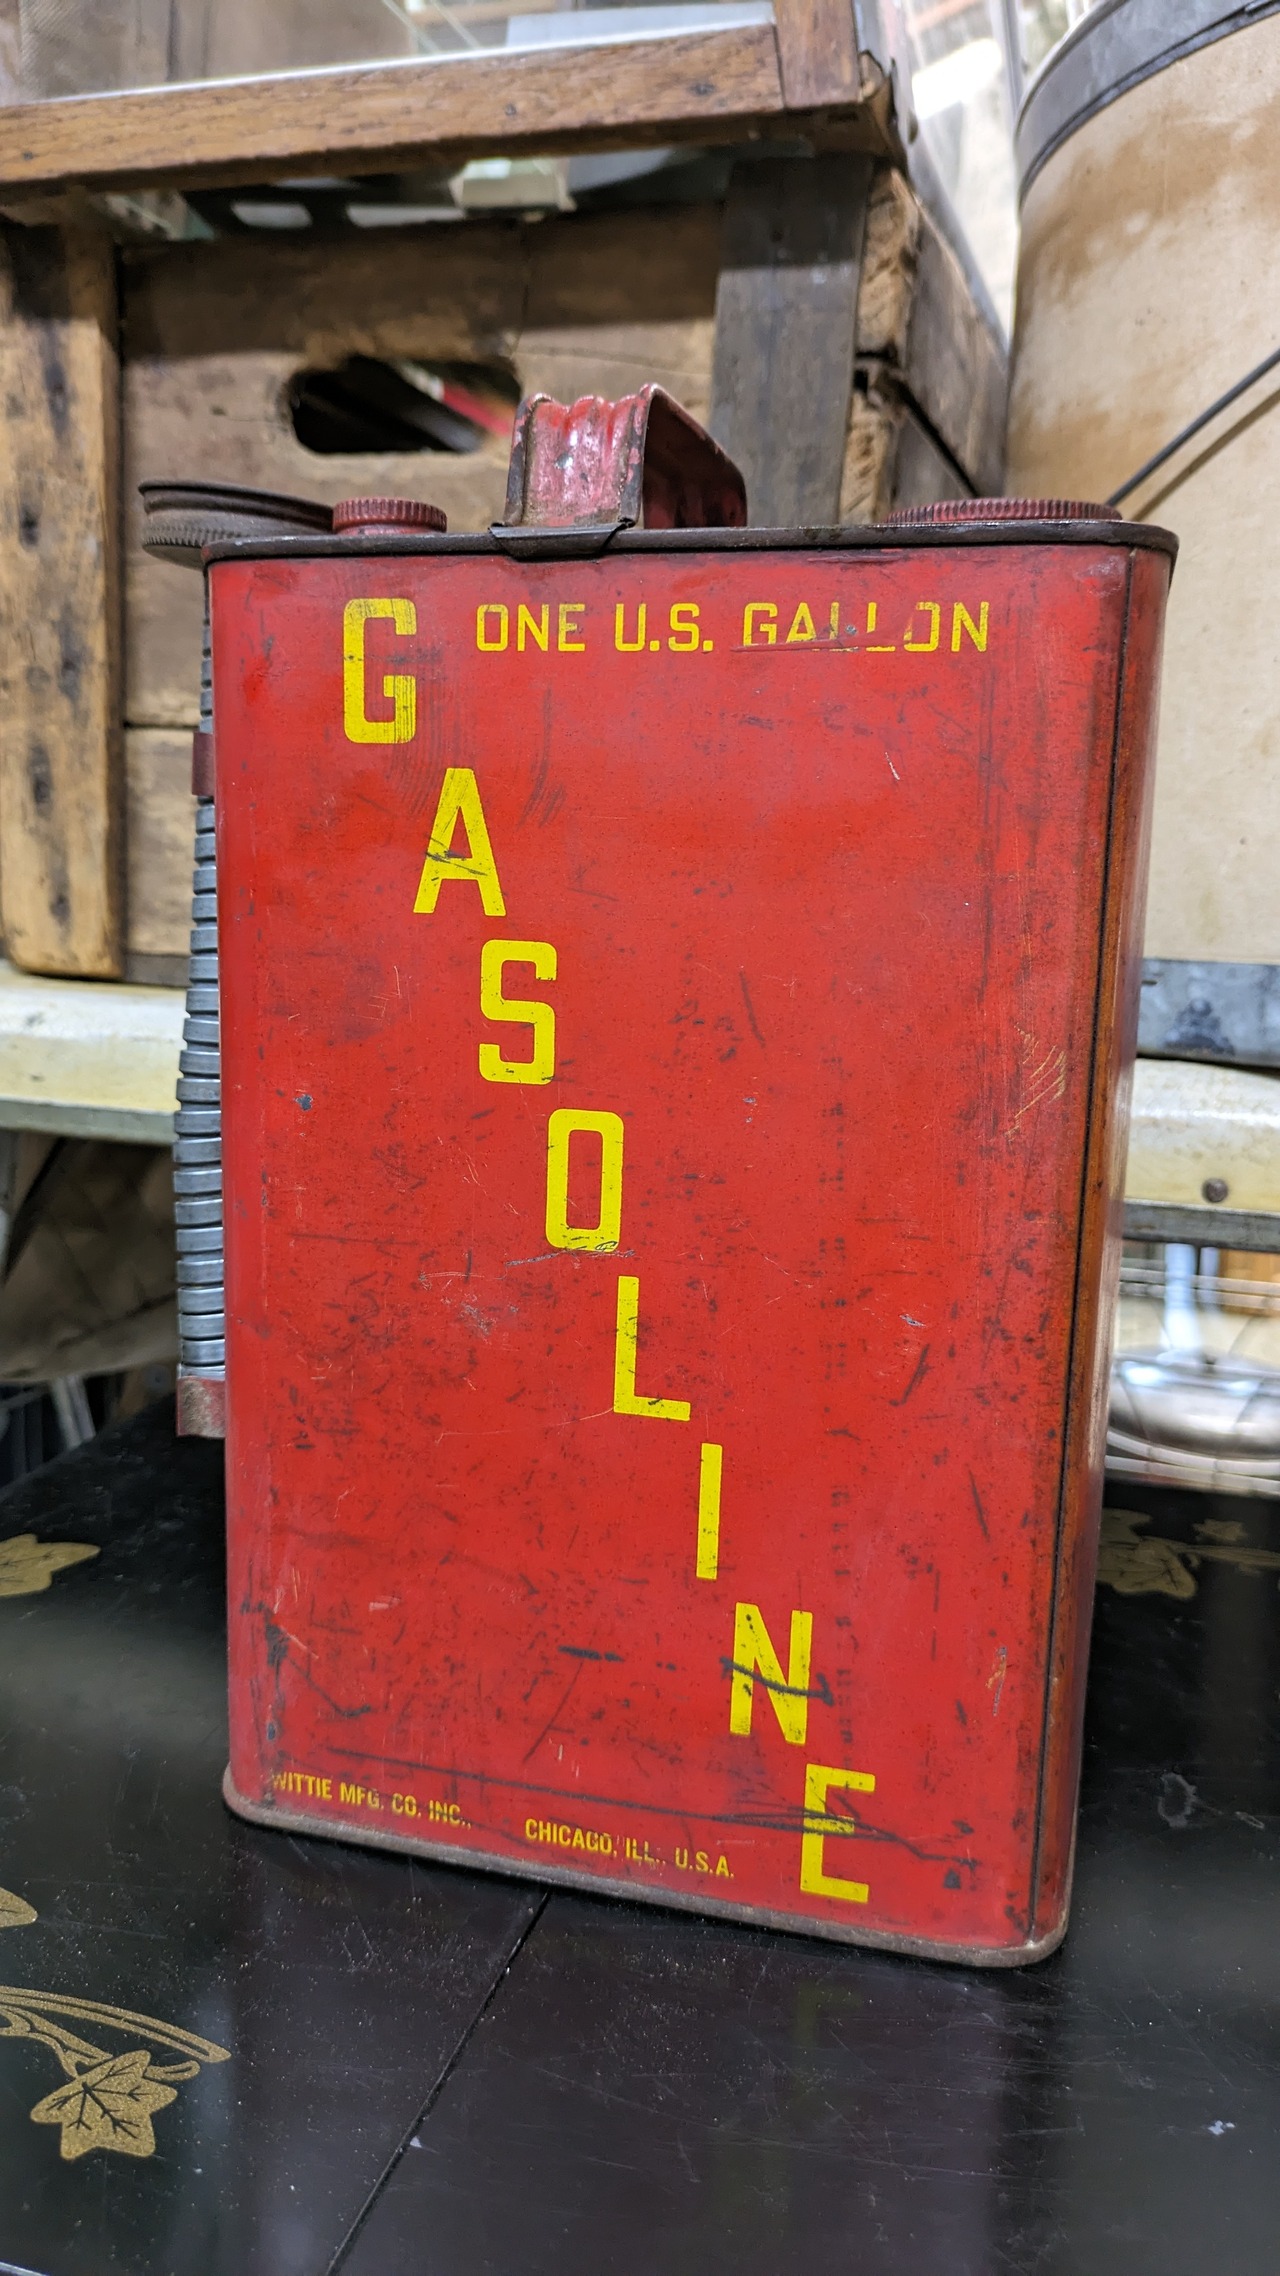 ONE U.S. GALLON
GASOLINE
WITTIE MFG. CO. INC., CHICAGO, ILL., U.S.A.